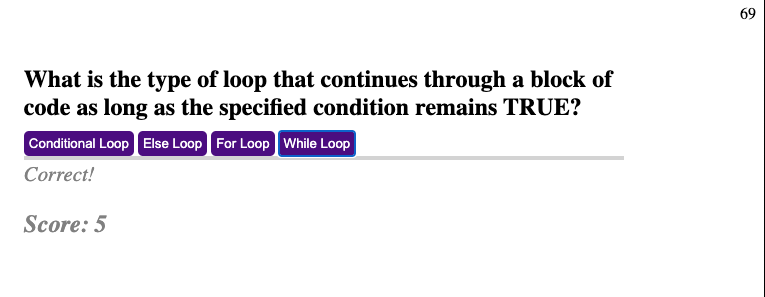 69
What is the type of loop that continues through a block of
code as long as the specified condition remains TRUE?
Conditional Loop Else Loop For Loop While Loop
Correct!
Score: 5